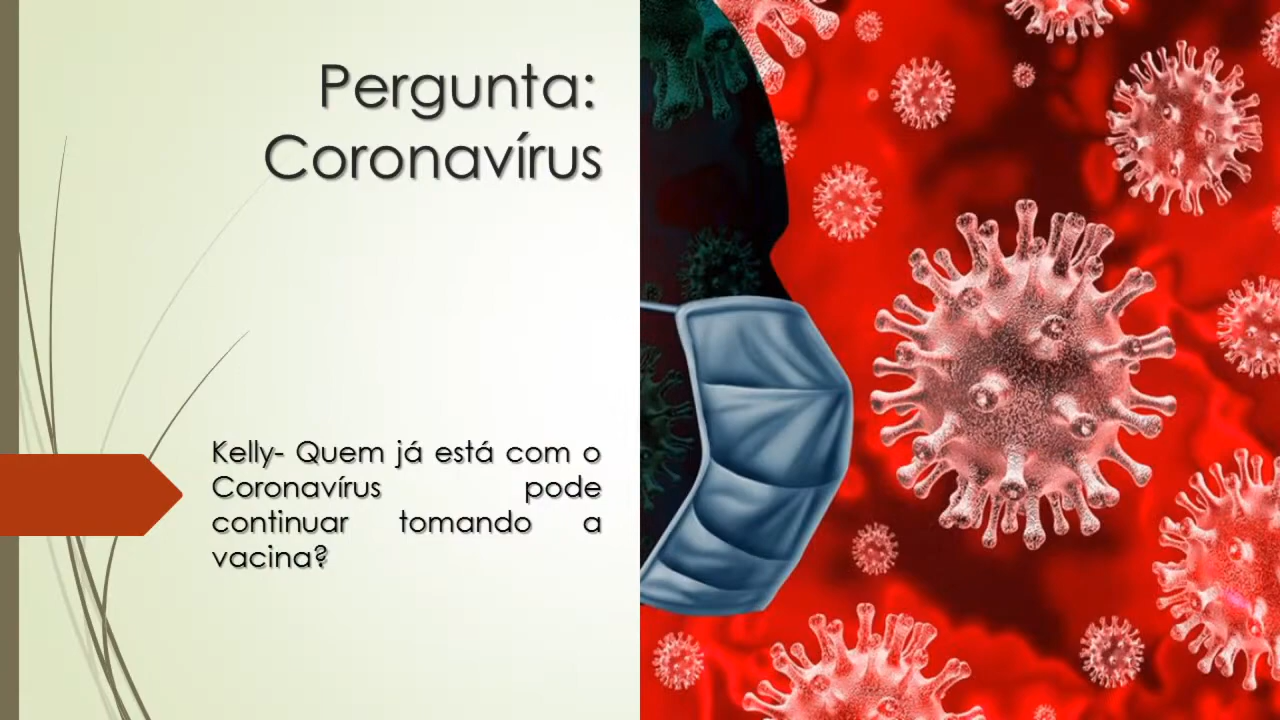 Pergunta:
Coronavírus
Kelly- Quem já está com o
Coronavírus pode
continuar tomando a
vacina?